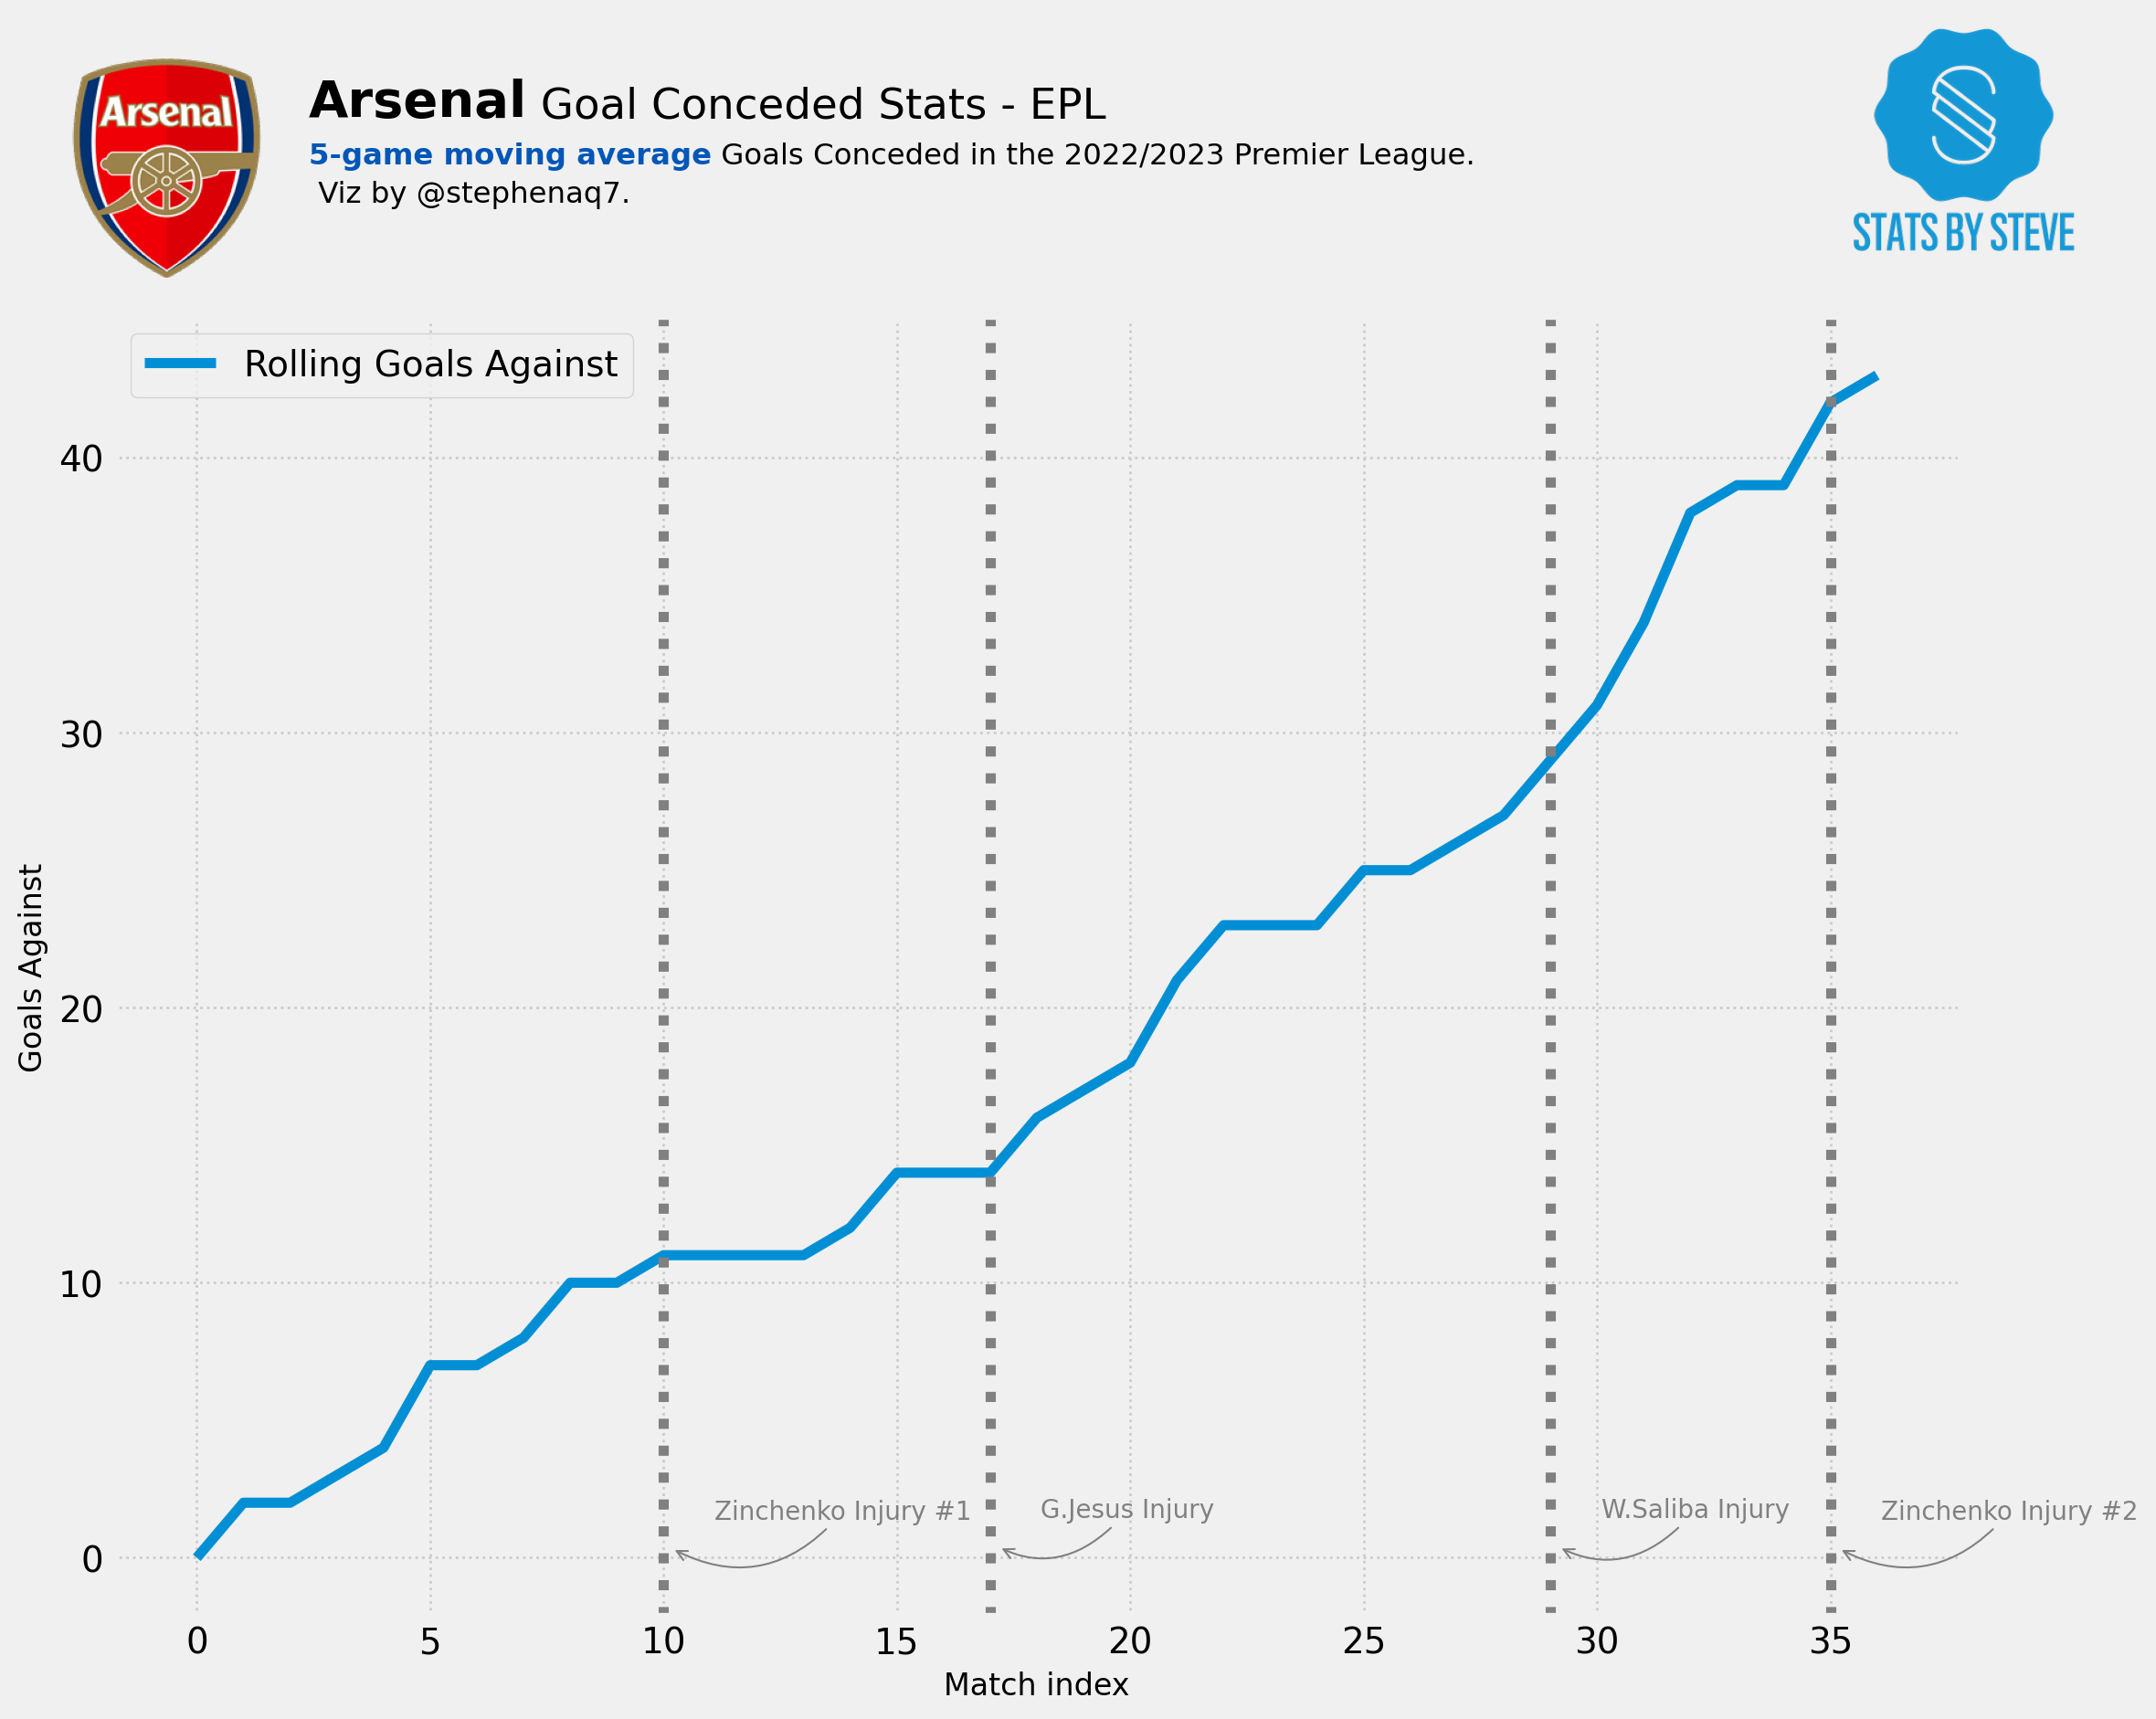 Arsenal
Arsenal Goal Conceded Stats - EPL
5-game moving average Goals Conceded in the 2022/2023 Premier League.
Viz by @stephenaq7.
STATS BY STEVE
Rolling Goals Against
40
30
20
10
0
Goals Against
Zinchenko Injury #1
G.Jesus Injury
W.Saliba Injury
Zinchenko Injury #2
0 5 10 15 20 25 30 35
Match index